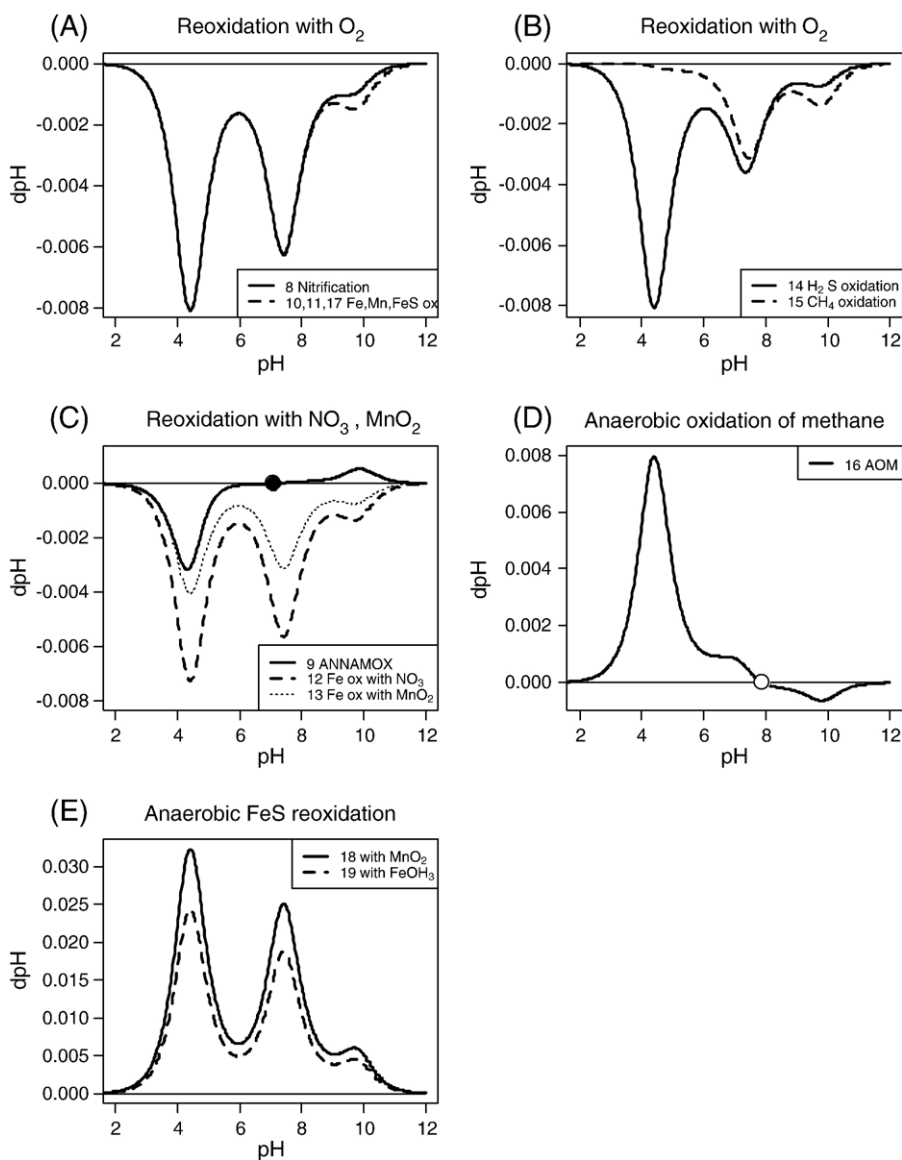 (A) Reoxidation with O2
0.000
-0.002
-0.004
-0.006
-0.008
dpH
8 Nitrification
10,11,17 Fe,Mn,FeS ox
2 4 6 8 10 12
pH
(B) Reoxidation with O2
0.000
-0.002
-0.004
-0.006
-0.008
dpH
14 H2 S oxidation
15 CH4 oxidation
2 4 6 8 10 12
pH
(C) Reoxidation with NO3 , MnO2
0.000
-0.002
-0.004
-0.006
-0.008
dpH
9 ANNAMOX
12 Fe ox with NO3
13 Fe ox with MnO2
2 4 6 8 10 12
pH
(D) Anaerobic oxidation of methane
0.008
0.006
0.004
0.002
0.000
dpH
16 AOM
2 4 6 8 10 12
pH
(E) Anaerobic FeS reoxidation
0.030
0.025
0.020
0.015
0.010
0.005
0.000
dpH
18 with MnO2
19 with FeOH3
2 4 6 8 10 12
pH